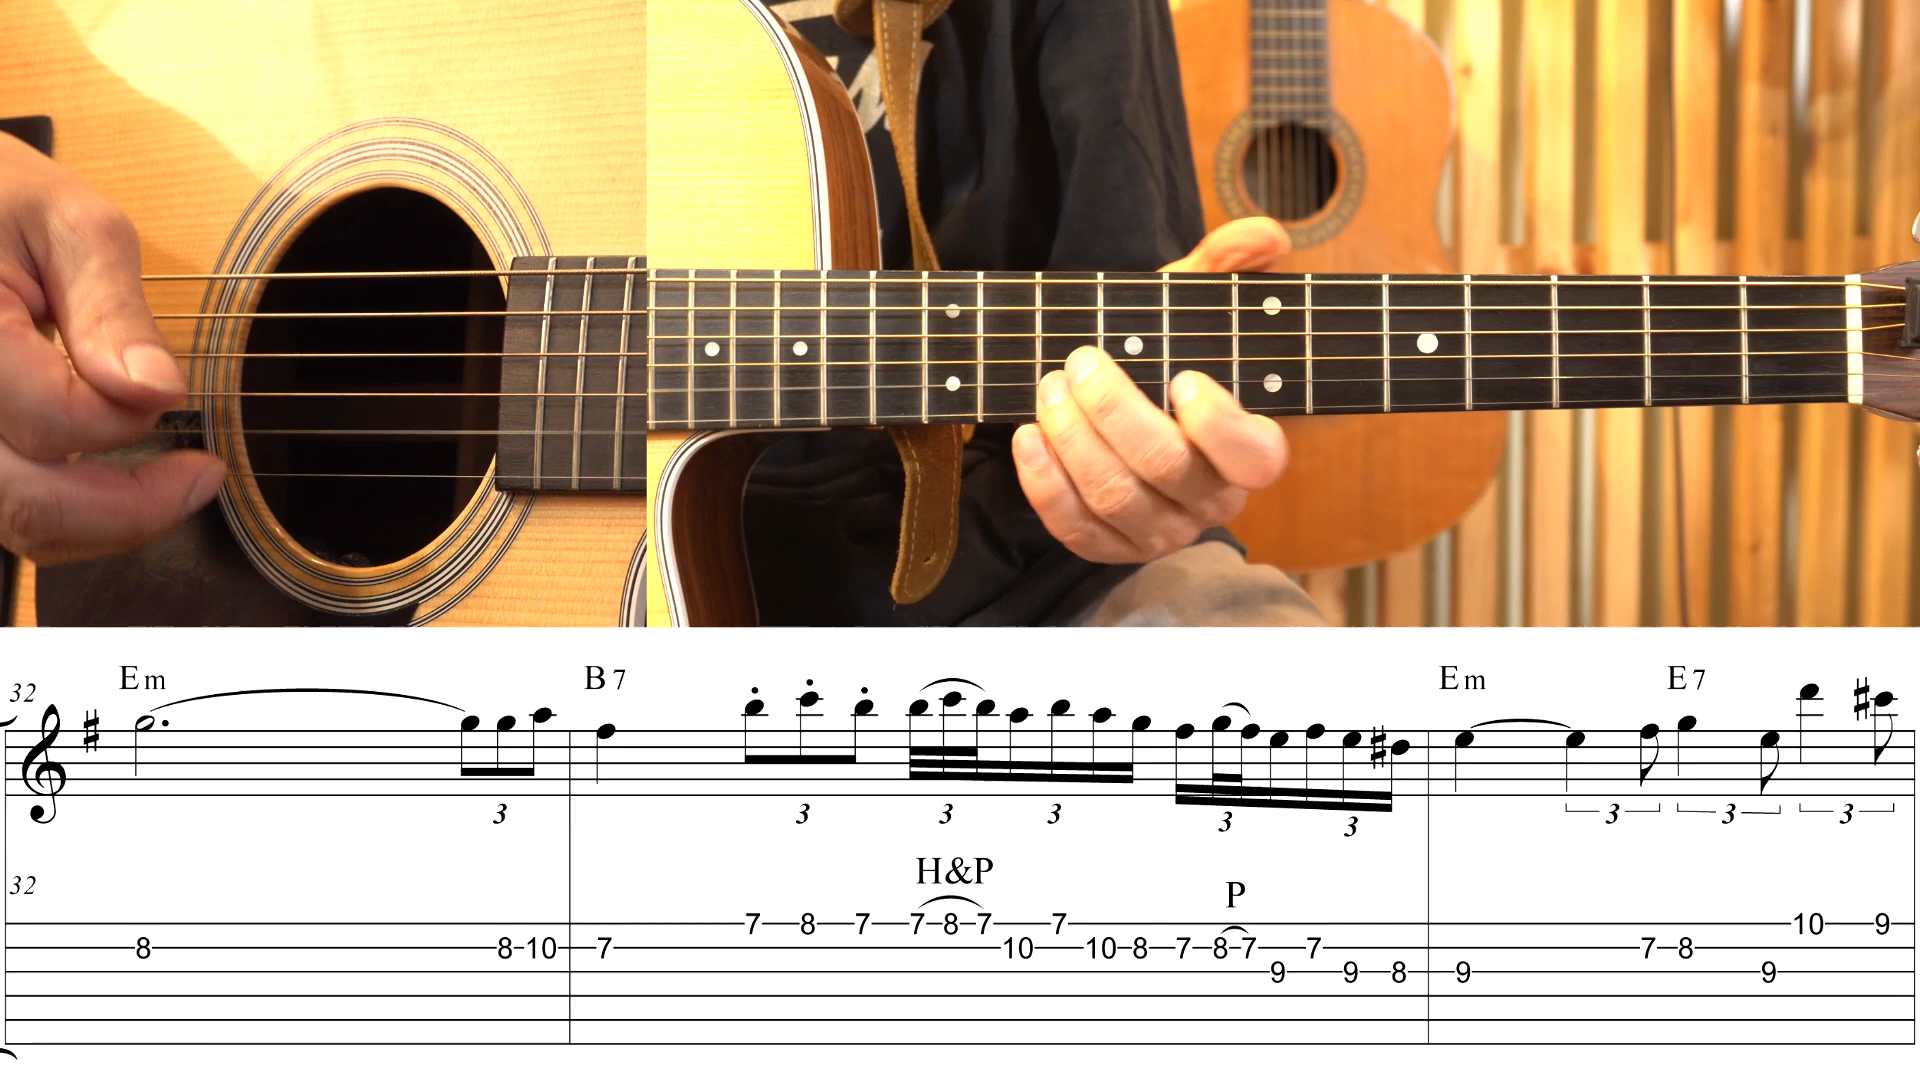 Em B7 Em E7
32
3 3 3 3 3 3 3 3 3
H&P
P
32
7 8 7 7 8 7 7 10 9
8 8 10 7 10 10 8 7 8 7 7 7 8
9 9 8 9 9